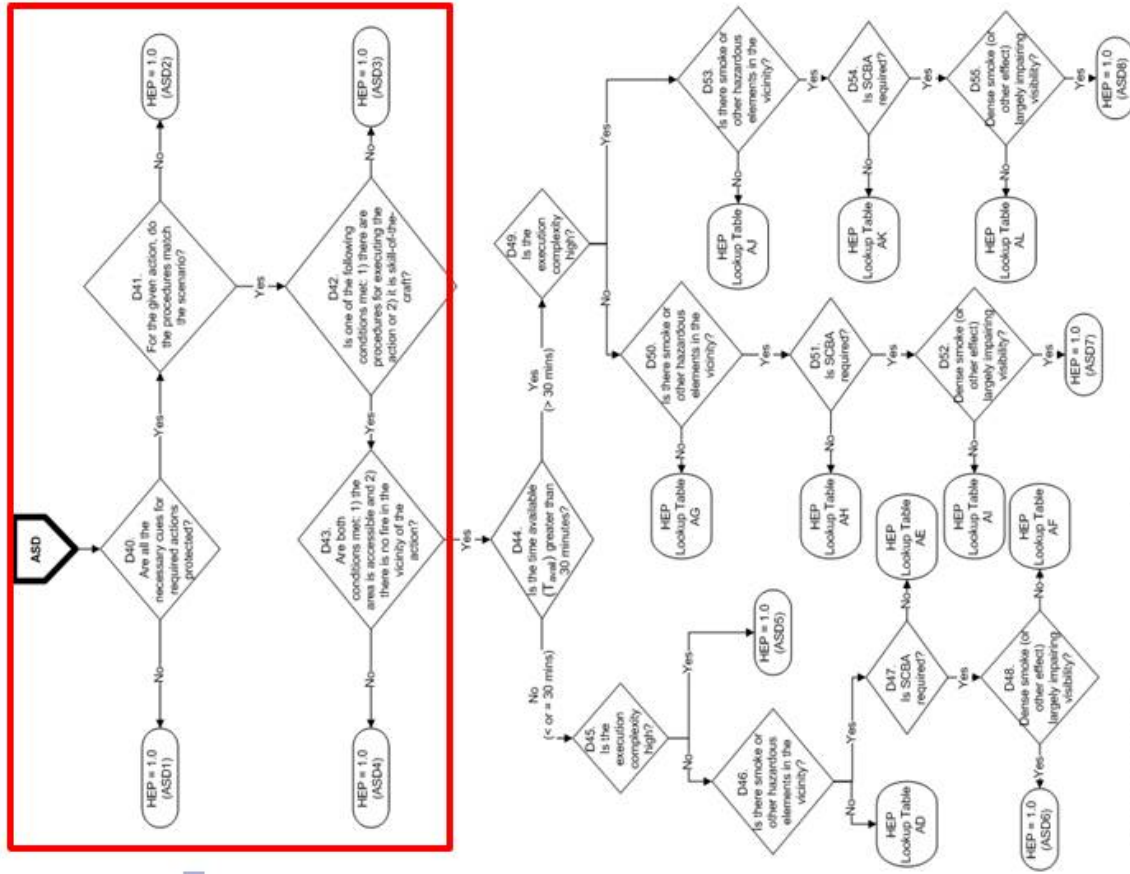 ASD
D40.
Are all the
necessary cues for
required actions
protected?
No
HEP = 1.0
(ASD1)
Yes
D41.
For the given action, do
the procedures match
the scenario?
No
HEP = 1.0
(ASD2)
Yes
D42.
Is one of the following
conditions met: 1) there are
procedures for executing the
action or 2) it is skill-of-the-
craft?
No
HEP = 1.0
(ASD3)
Yes
D43.
Are both
conditions met: 1) the
area is accessible and 2)
there is no fire in the
vicinity of the
action?
No
HEP = 1.0
(ASD4)
Yes
D44.
Is the time available
(Tavail) greater than
30 minutes?
No
(< or = 30 mins)
Yes
(> 30 mins)
D45.
Is the
execution
complexity
high?
Yes
HEP = 1.0
(ASD5)
No
D46.
Is there smoke or
other hazardous
elements in the
vicinity?
No
HEP
Lookup Table
AD
Yes
D47.
Is SCBA
required?
No
HEP
Lookup Table
AE
Yes
D48.
Dense smoke (or
other effect)
largely impairing
visibility?
No
HEP
Lookup Table
AF
Yes
HEP = 1.0
(ASD6)
D49.
Is the
execution
complexity
high?
No
D50.
Is there smoke or
other hazardous
elements in the
vicinity?
No
HEP
Lookup Table
AG
Yes
D51.
Is SCBA
required?
No
HEP
Lookup Table
AH
Yes
D52.
Dense smoke (or
other effect)
largely impairing
visibility?
No
HEP
Lookup Table
AI
Yes
HEP = 1.0
(ASD7)
Yes
D53.
Is there smoke or
other hazardous
elements in the
vicinity?
No
HEP
Lookup Table
AJ
Yes
D54.
Is SCBA
required?
No
HEP
Lookup Table
AK
Yes
D55.
Dense smoke (or
other effect)
largely impairing
visibility?
No
HEP
Lookup Table
AL
Yes
HEP = 1.0
(ASD8)